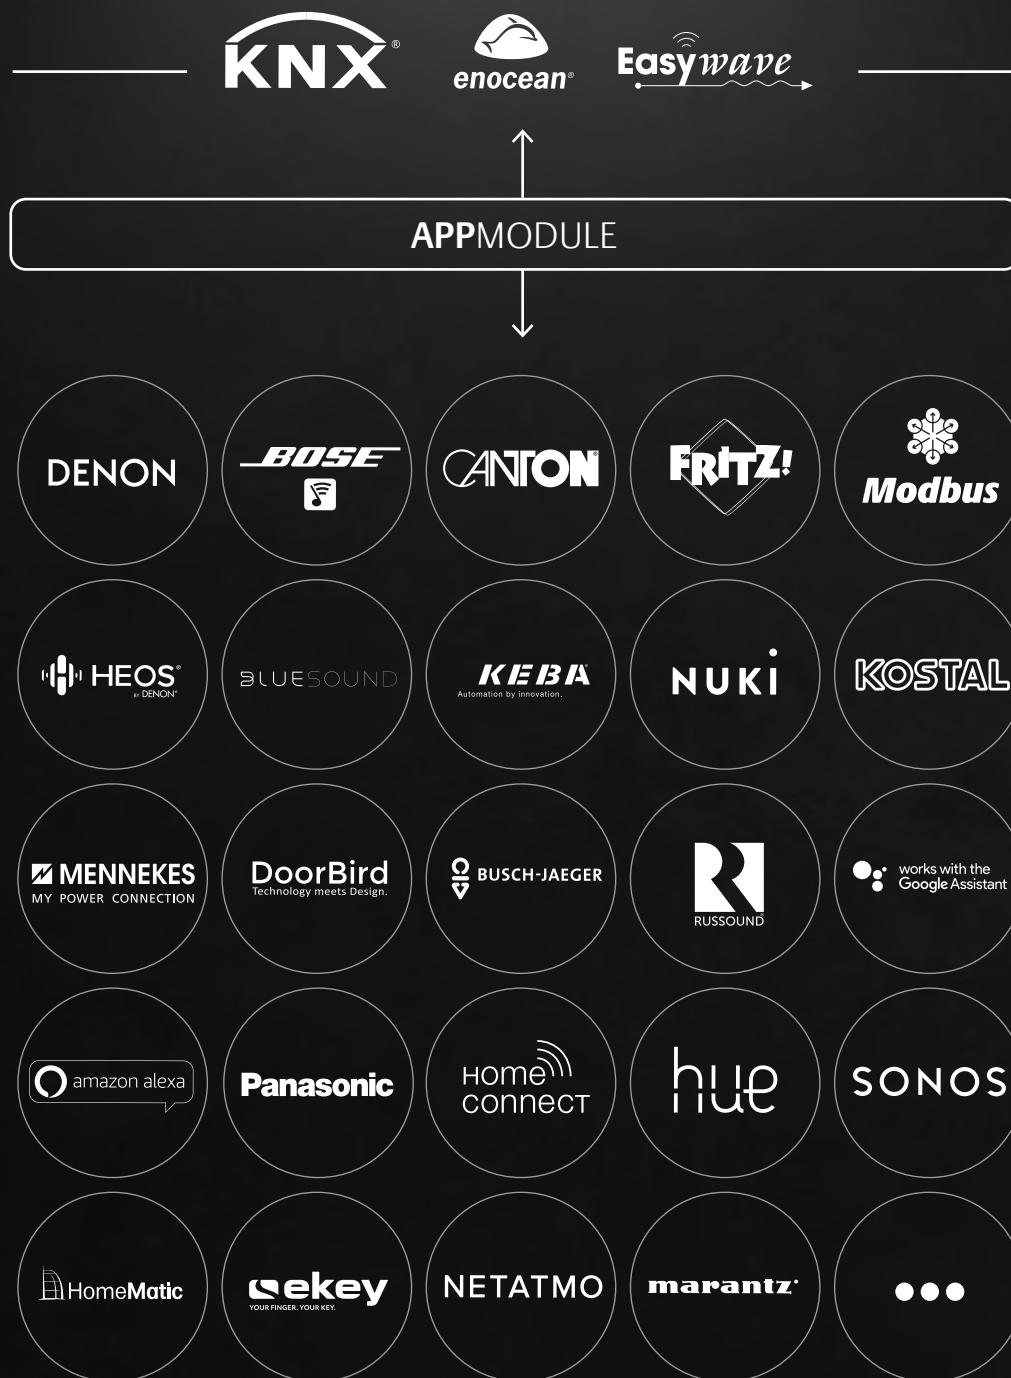 KNX®
enocean®
Easywave
APPMODULE
DENON
BOSE
CANTON®
FRITZ!
Modbus
HEOS®
BY DENON®
BLUESOUND
KEBA®
Automation by innovation.
NUKI
KOSTAL
MENNEKES
MY POWER CONNECTION
DoorBird
Technology meets Design.
BUSCH-JAEGER
RUSSOUND
works with the
Google Assistant
amazon alexa
Panasonic
HOME
CONNECT
hue
SONOS
HomeMatic
ekey
YOUR FINGER. YOUR KEY.
NETATMO
marantz